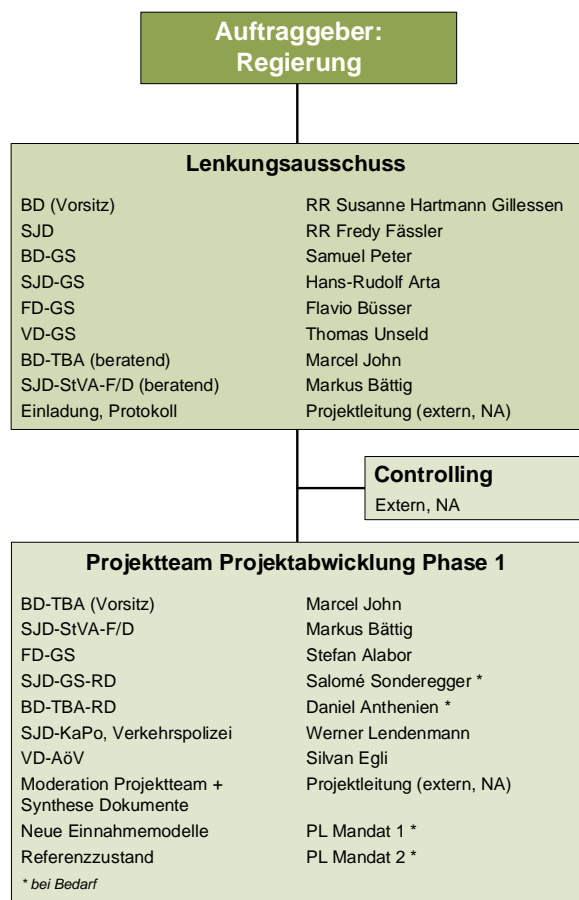 Auftraggeber:
Regierung
Lenkungsausschuss
BD (Vorsitz) RR Susanne Hartmann Gillessen
SJD RR Fredy Fässler
BD-GS Samuel Peter
SJD-GS Hans-Rudolf Arta
FD-GS Flavio Büsser
VD-GS Thomas Unseld
BD-TBA (beratend) Marcel John
SJD-StVA-F/D (beratend) Markus Bättig
Einladung, Protokoll Projektleitung (extern, NA)
Controlling
Extern, NA
Projektteam Projektabwicklung Phase 1
BD-TBA (Vorsitz) Marcel John
SJD-StVA-F/D Markus Bättig
FD-GS Stefan Alabor
SJD-GS-RD Salomé Sonderegger *
BD-TBA-RD Daniel Anthenien *
SJD-KaPo, Verkehrspolizei Werner Lendenmann
VD-AöV Silvan Egli
Moderation Projektteam + Projektleitung (extern, NA)
Synthese Dokumente
Neue Einnahmemodelle PL Mandat 1 *
Referenzzustand PL Mandat 2 *
* bei Bedarf